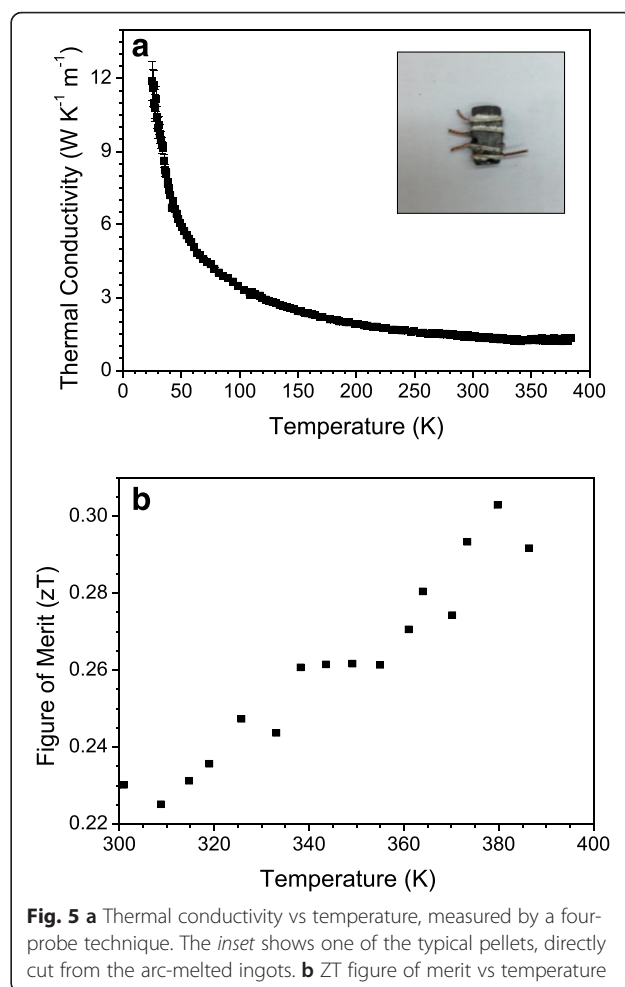 a
Thermal Conductivity (W K⁻¹ m⁻¹)
12
9
6
3
0
0 50 100 150 200 250 300 350 400
Temperature (K)
b
Figure of Merit (zT)
0.30
0.28
0.26
0.24
0.22
300 320 340 360 380 400
Temperature (K)
Fig. 5 a Thermal conductivity vs temperature, measured by a four-
probe technique. The inset shows one of the typical pellets, directly
cut from the arc-melted ingots. b ZT figure of merit vs temperature